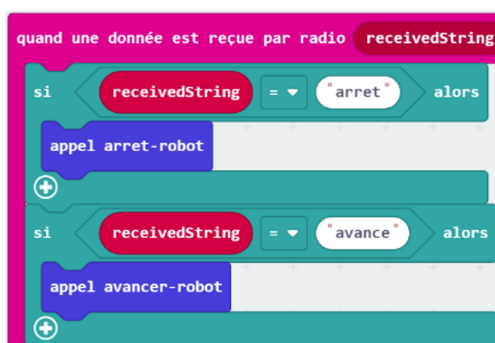 quand une donnée est reçue par radio receivedString
si receivedString = "arret" alors
appel arret-robot
si receivedString = "avance" alors
appel avancer-robot